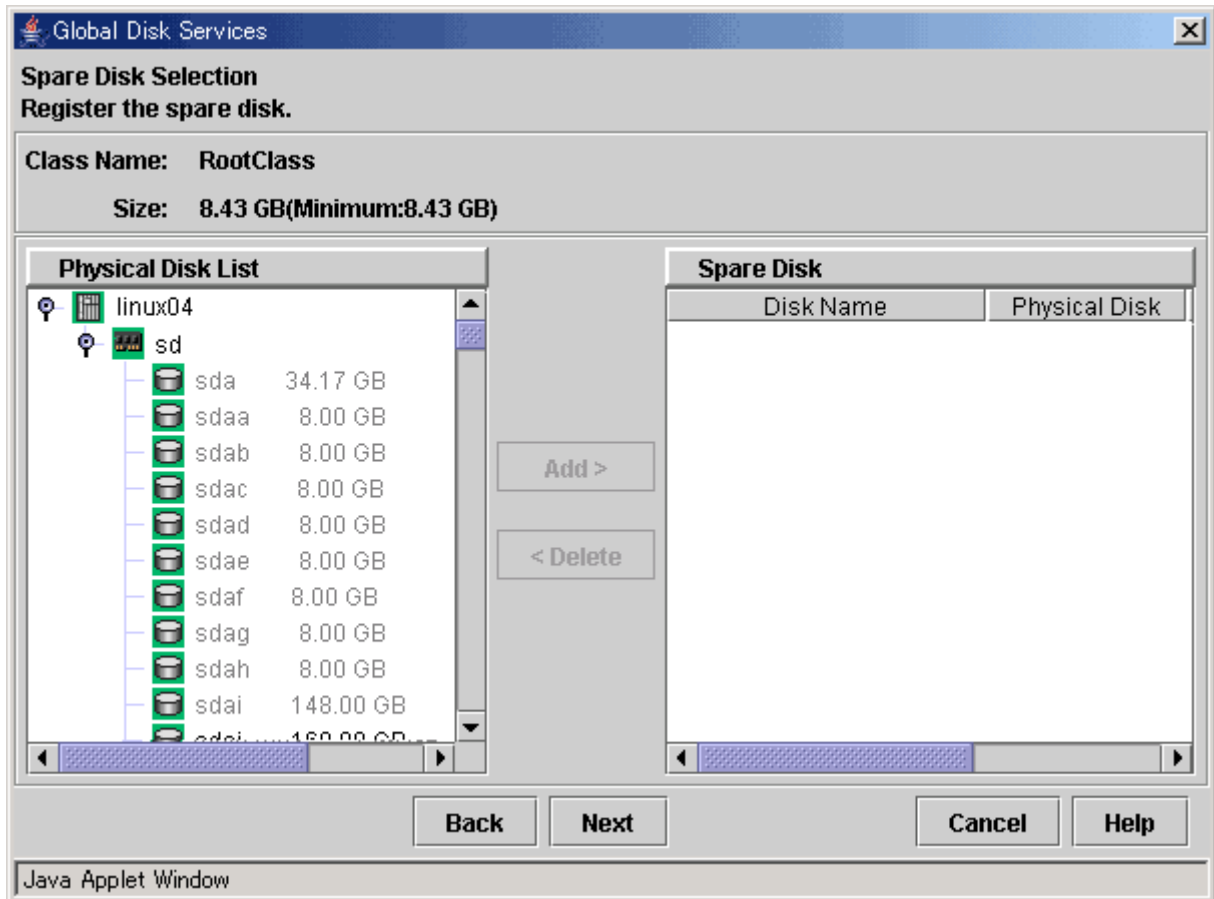 Global Disk Services
Spare Disk Selection
Register the spare disk.
Class Name: RootClass
Size: 8.43 GB(Minimum:8.43 GB)
Physical Disk List
linux04
sd
sda 34.17 GB
sdaa 8.00 GB
sdab 8.00 GB
sdac 8.00 GB
sdad 8.00 GB
sdae 8.00 GB
sdaf 8.00 GB
sdag 8.00 GB
sdah 8.00 GB
sdai 148.00 GB
Add >
< Delete
Spare Disk
Disk Name Physical Disk
Back Next Cancel Help
Java Applet Window